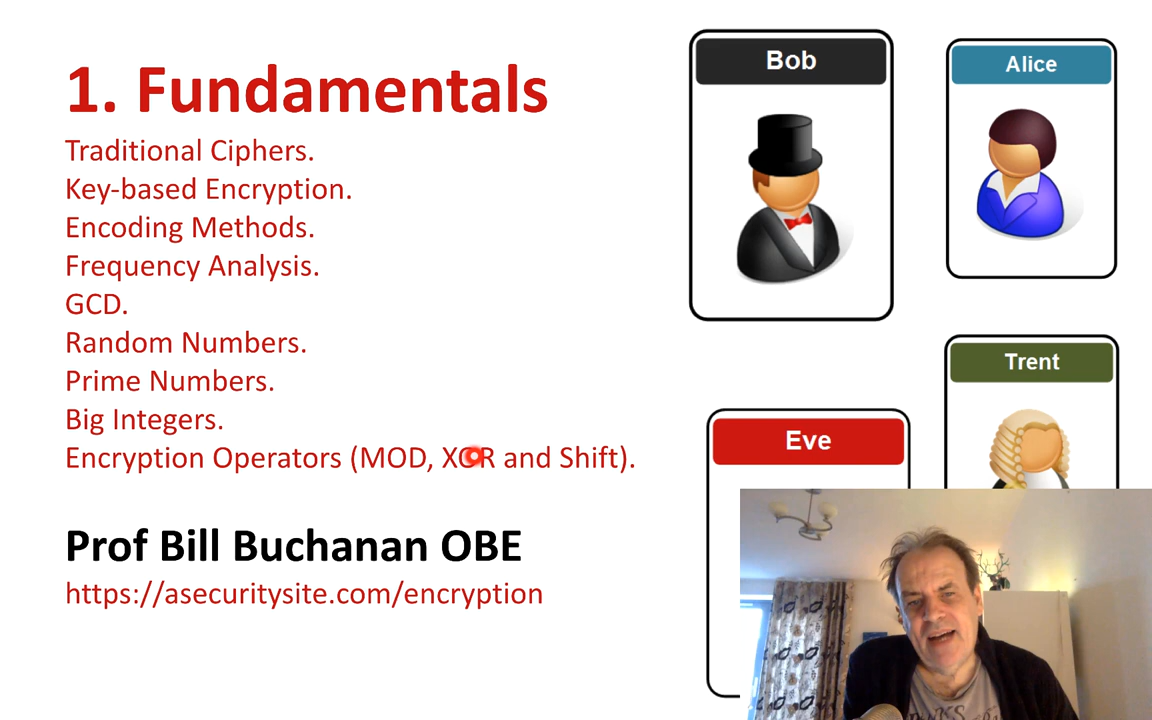 1. Fundamentals
Traditional Ciphers.
Key-based Encryption.
Encoding Methods.
Frequency Analysis.
GCD.
Random Numbers.
Prime Numbers.
Big Integers.
Encryption Operators (MOD, XOR and Shift).
Prof Bill Buchanan OBE
https://asecuritysite.com/encryption
Bob
Alice
Trent
Eve